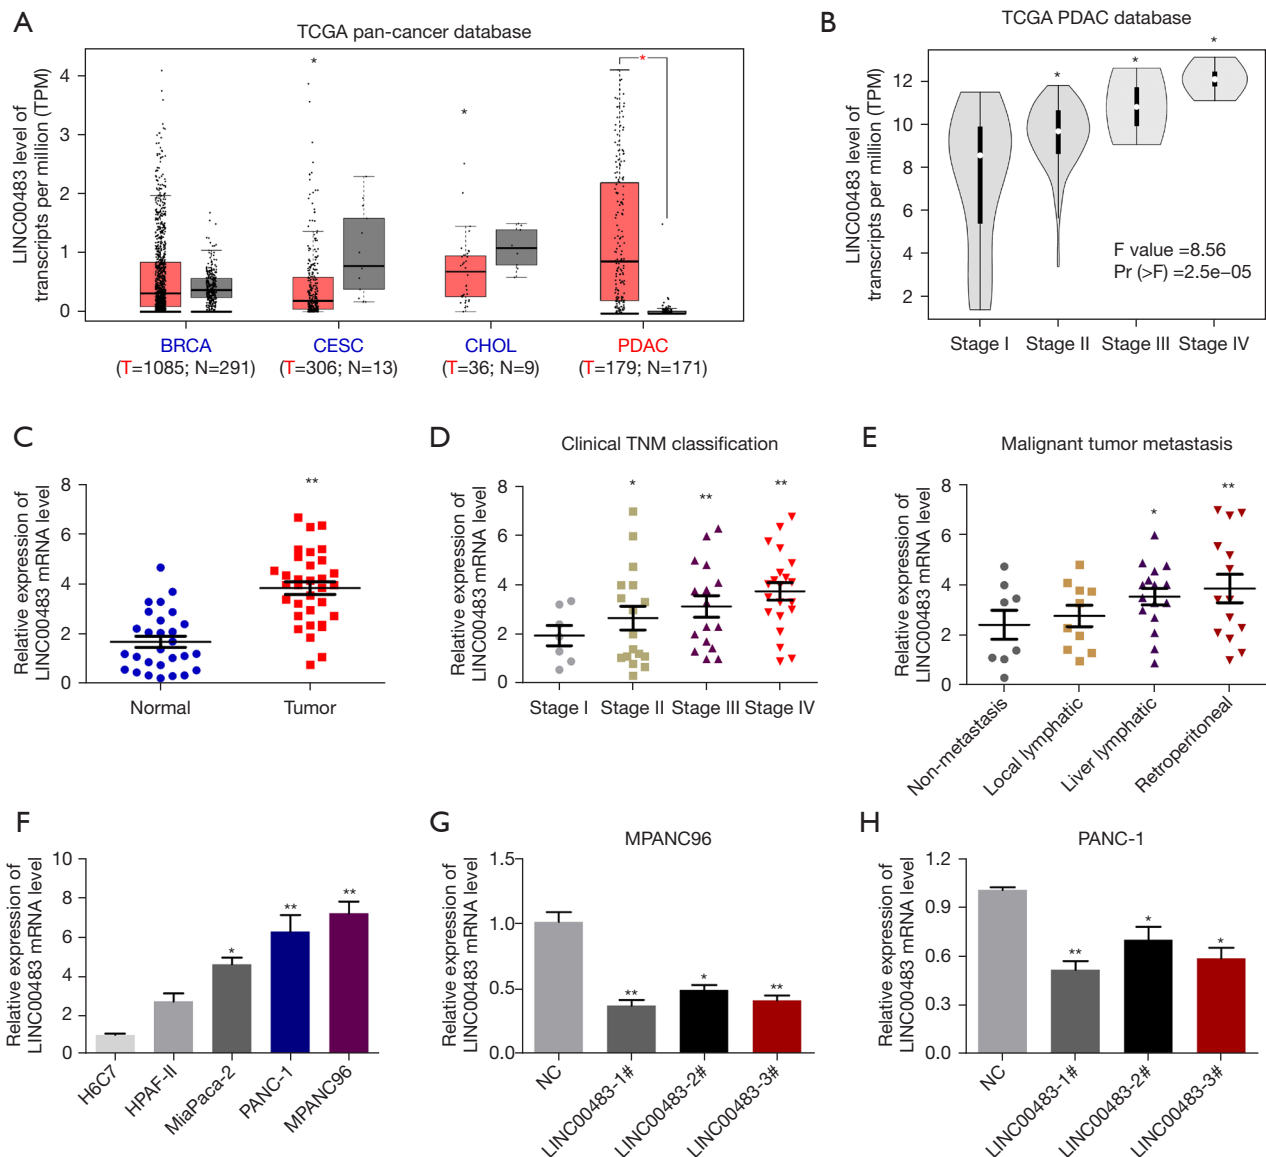 A
TCGA pan-cancer database
LINC00483 level of
transcripts per million (TPM)
4
3
2
1
0
*
*
*
BRCA
CESC
CHOL
PDAC
(T=1085; N=291)
(T=306; N=13)
(T=36; N=9)
(T=179; N=171)
B
TCGA PDAC database
LINC00483 level of
transcripts per million (TPM)
12
10
8
6
4
2
*
*
*
F value =8.56
Pr (>F) =2.5e−05
Stage I
Stage II
Stage III
Stage IV
C
Relative expression of
LINC00483 mRNA level
8
6
4
2
0
**
Normal
Tumor
D
Clinical TNM classification
Relative expression of
LINC00483 mRNA level
8
6
4
2
0
*
**
**
Stage I
Stage II
Stage III
Stage IV
E
Malignant tumor metastasis
Relative expression of
LINC00483 mRNA level
8
6
4
2
0
*
**
Non-metastasis
Local lymphatic
Liver lymphatic
Retroperitoneal
F
Relative expression of
LINC00483 mRNA level
10
8
6
4
2
0
*
**
**
H6C7
HPAF-II
MiaPaca-2
PANC-1
MPANC96
G
MPANC96
Relative expression of
LINC00483 mRNA level
1.5
1.0
0.5
0.0
**
*
**
NC
LINC00483-1#
LINC00483-2#
LINC00483-3#
H
PANC-1
Relative expression of
LINC00483 mRNA level
1.2
0.9
0.6
0.3
0.0
**
*
*
NC
LINC00483-1#
LINC00483-2#
LINC00483-3#